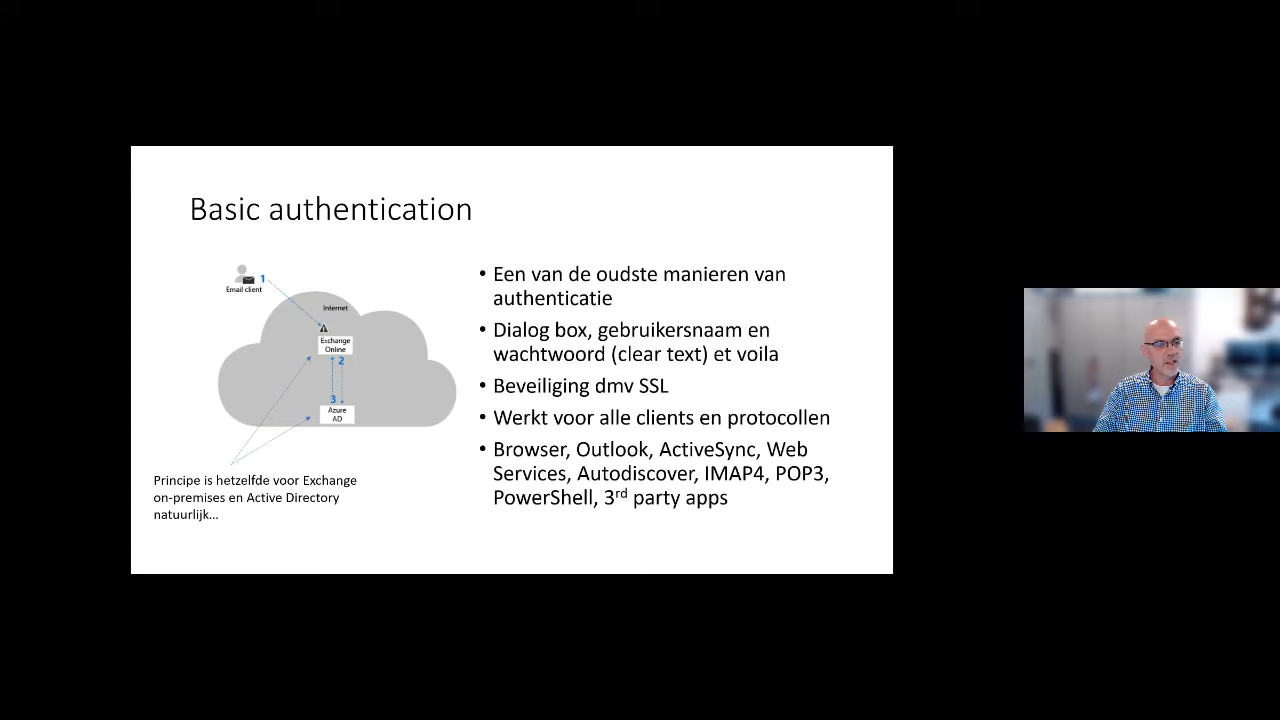 Basic authentication
1
Email client
Internet
Exchange
Online
2
3
Azure
AD
Principe is hetzelfde voor Exchange
on-premises en Active Directory
natuurlijk...
• Een van de oudste manieren van
authenticatie
• Dialog box, gebruikersnaam en
wachtwoord (clear text) et voila
• Beveiliging dmv SSL
• Werkt voor alle clients en protocollen
• Browser, Outlook, ActiveSync, Web
Services, Autodiscover, IMAP4, POP3,
PowerShell, 3rd party apps